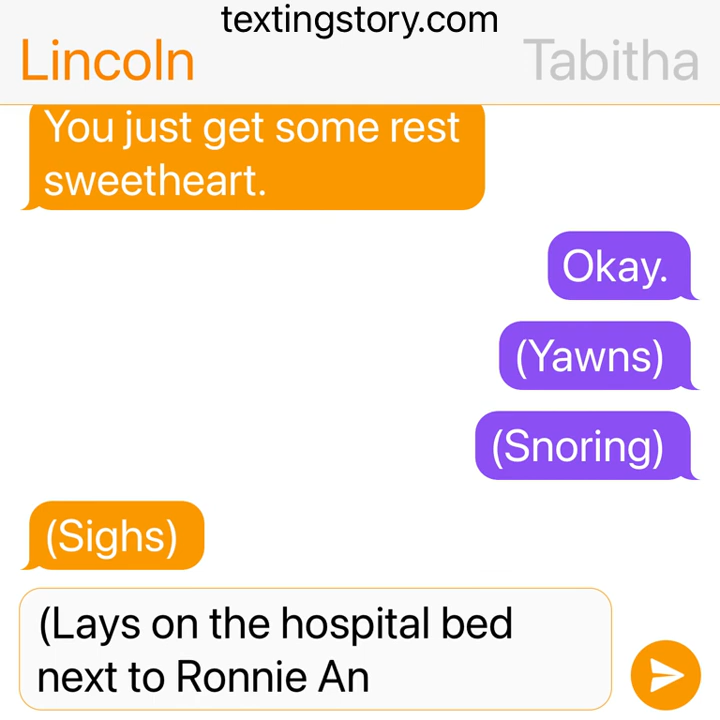 textingstory.com
Lincoln
Tabitha
You just get some rest
sweetheart.
Okay.
(Yawns)
(Snoring)
(Sighs)
(Lays on the hospital bed
next to Ronnie An